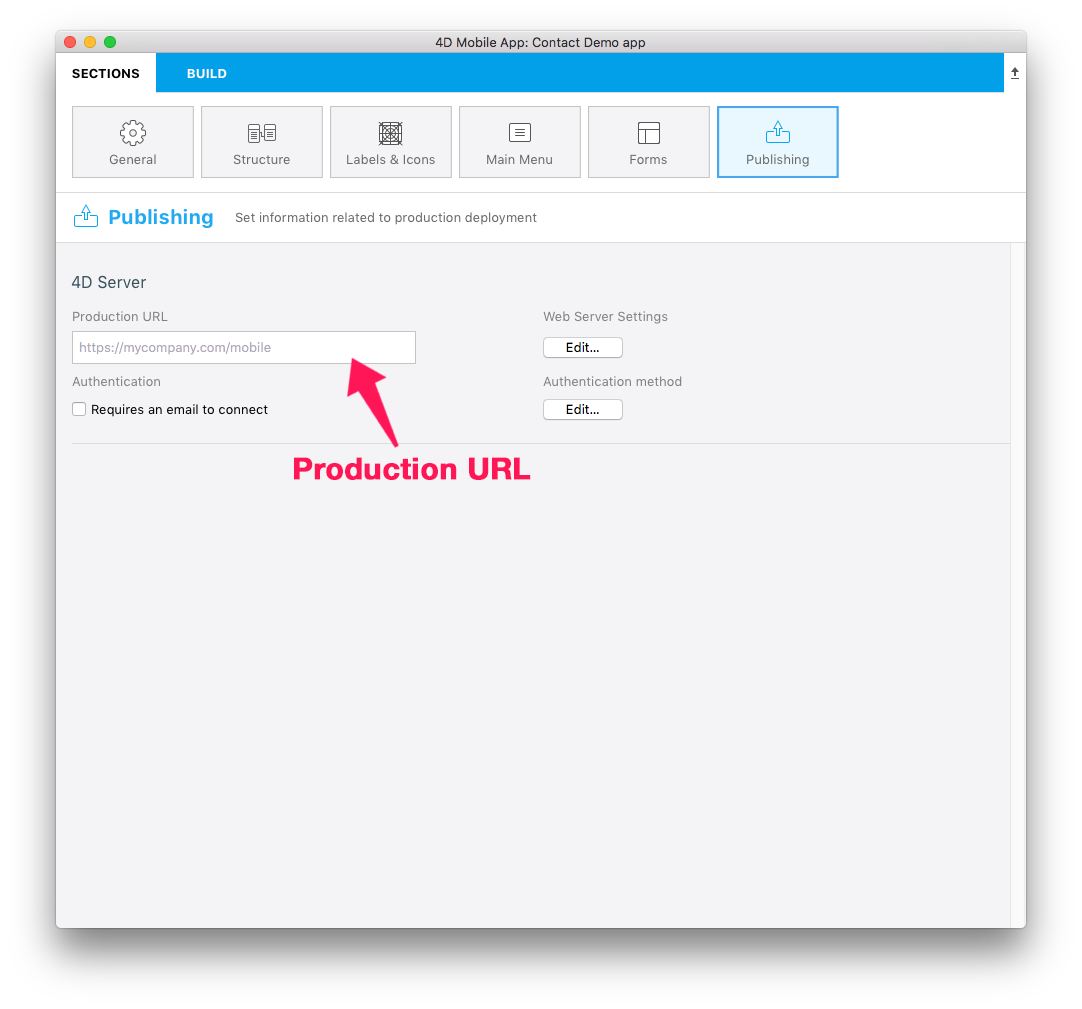 4D Mobile App: Contact Demo app
SECTIONS
BUILD
General
Structure
Labels & Icons
Main Menu
Forms
Publishing
Publishing
Set information related to production deployment
4D Server
Production URL
Web Server Settings
https://mycompany.com/mobile
Edit...
Authentication
Authentication method
Requires an email to connect
Edit...
Production URL